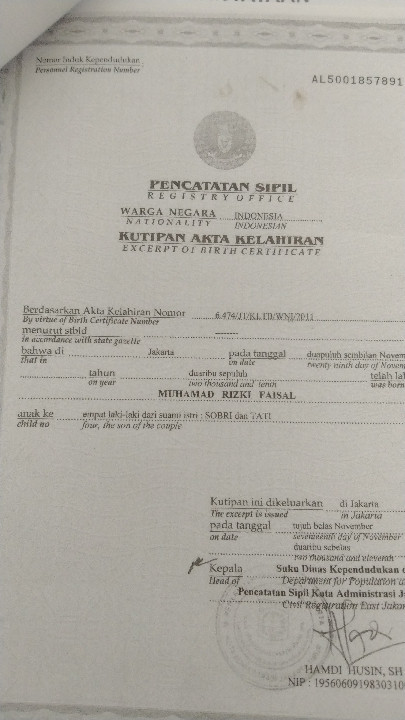 Nomor Induk Kependudukan
Personnel Registration Number
AL5001857891
PENCATATAN SIPIL
REGISTRY OFFICE
WARGA NEGARA INDONESIA
NATIONALITY INDONESIAN
KUTIPAN AKTA KELAHIRAN
EXCERPT OF BIRTH CERTIFICATE
Berdasarkan Akta Kelahiran Nomor
By virtue of Birth Certificate Number
menurut stbld
in accordance with state gazette
bahwa di Jakarta pada tanggal duapuluh sembilan Novem
that in on date twenty ninth day of Novem
tahun duaribu sepuluh telah lah
on year two thousand and tenth was born
MUHAMAD RIZKI FAISAL
anak ke empat laki-laki dari suami istri : SOBRI dan TATI
child no four, the son of the couple
Kutipan ini dikeluarkan di Jakarta
The excerpt is issued in Jakarta
pada tanggal tujuh belas November
on date seventeenth day of November
duaribu sebelas
two thousand and eleventh
Kepala Suku Dinas Kependudukan d
Head of Department for Population a
Pencatatan Sipil Kota Administrasi J
Civil Registration East Jakar
HAMDI HUSIN, SH
NIP : 1956060919830310